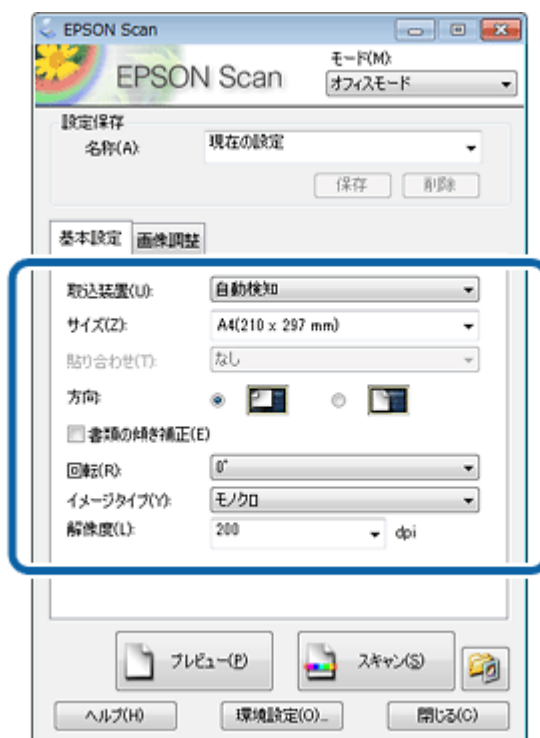 EPSON Scan
EPSON Scan
モード(M):
オフィスモード
設定保存
名称(A):
現在の設定
保存
削除
基本設定
画像調整
取込装置(U):
自動検知
サイズ(Z):
A4(210 x 297 mm)
貼り合わせ(T):
なし
方向:
書類の傾き補正(E)
回転(R):
0°
イメージタイプ(Y):
モノクロ
解像度(L):
200
dpi
プレビュー(P)
スキャン(S)
ヘルプ(H)
環境設定(O)...
閉じる(C)